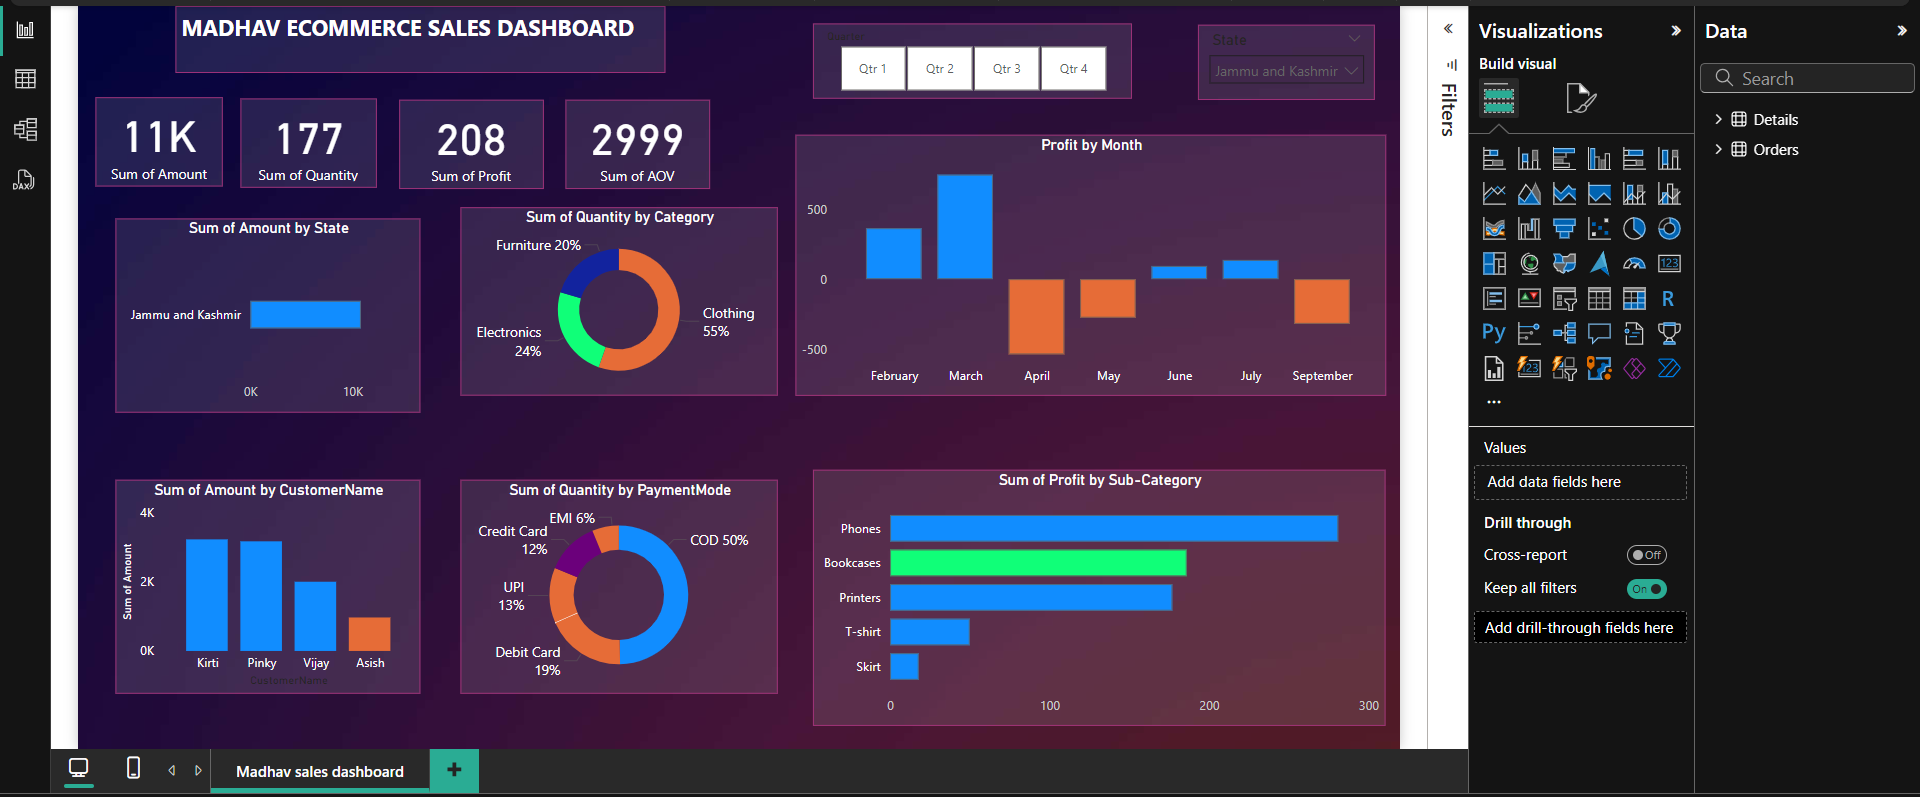 MADHAV ECOMMERCE SALES DASHBOARD
Quarter
Qtr 1
Qtr 2
Qtr 3
Qtr 4
State
Jammu and Kashmir
11K
Sum of Amount
177
Sum of Quantity
208
Sum of Profit
2999
Sum of AOV
Sum of Amount by State
Jammu and Kashmir
0K
10K
Sum of Quantity by Category
Furniture 20%
Electronics
24%
Clothing
55%
Profit by Month
500
0
-500
February
March
April
May
June
July
September
Sum of Amount by CustomerName
Sum of Amount
4K
2K
0K
Kirti
Pinky
Vijay
Asish
CustomerName
Sum of Quantity by PaymentMode
EMI 6%
Credit Card
12%
UPI
13%
Debit Card
19%
COD 50%
Sum of Profit by Sub-Category
Phones
Bookcases
Printers
T-shirt
Skirt
0
100
200
300
Madhav sales dashboard
DAX
Filters
Visualizations
Build visual
123
R
Py
123
Values
Add data fields here
Drill through
Cross-report
Off
Keep all filters
On
Add drill-through fields here
Data
Search
Details
Orders